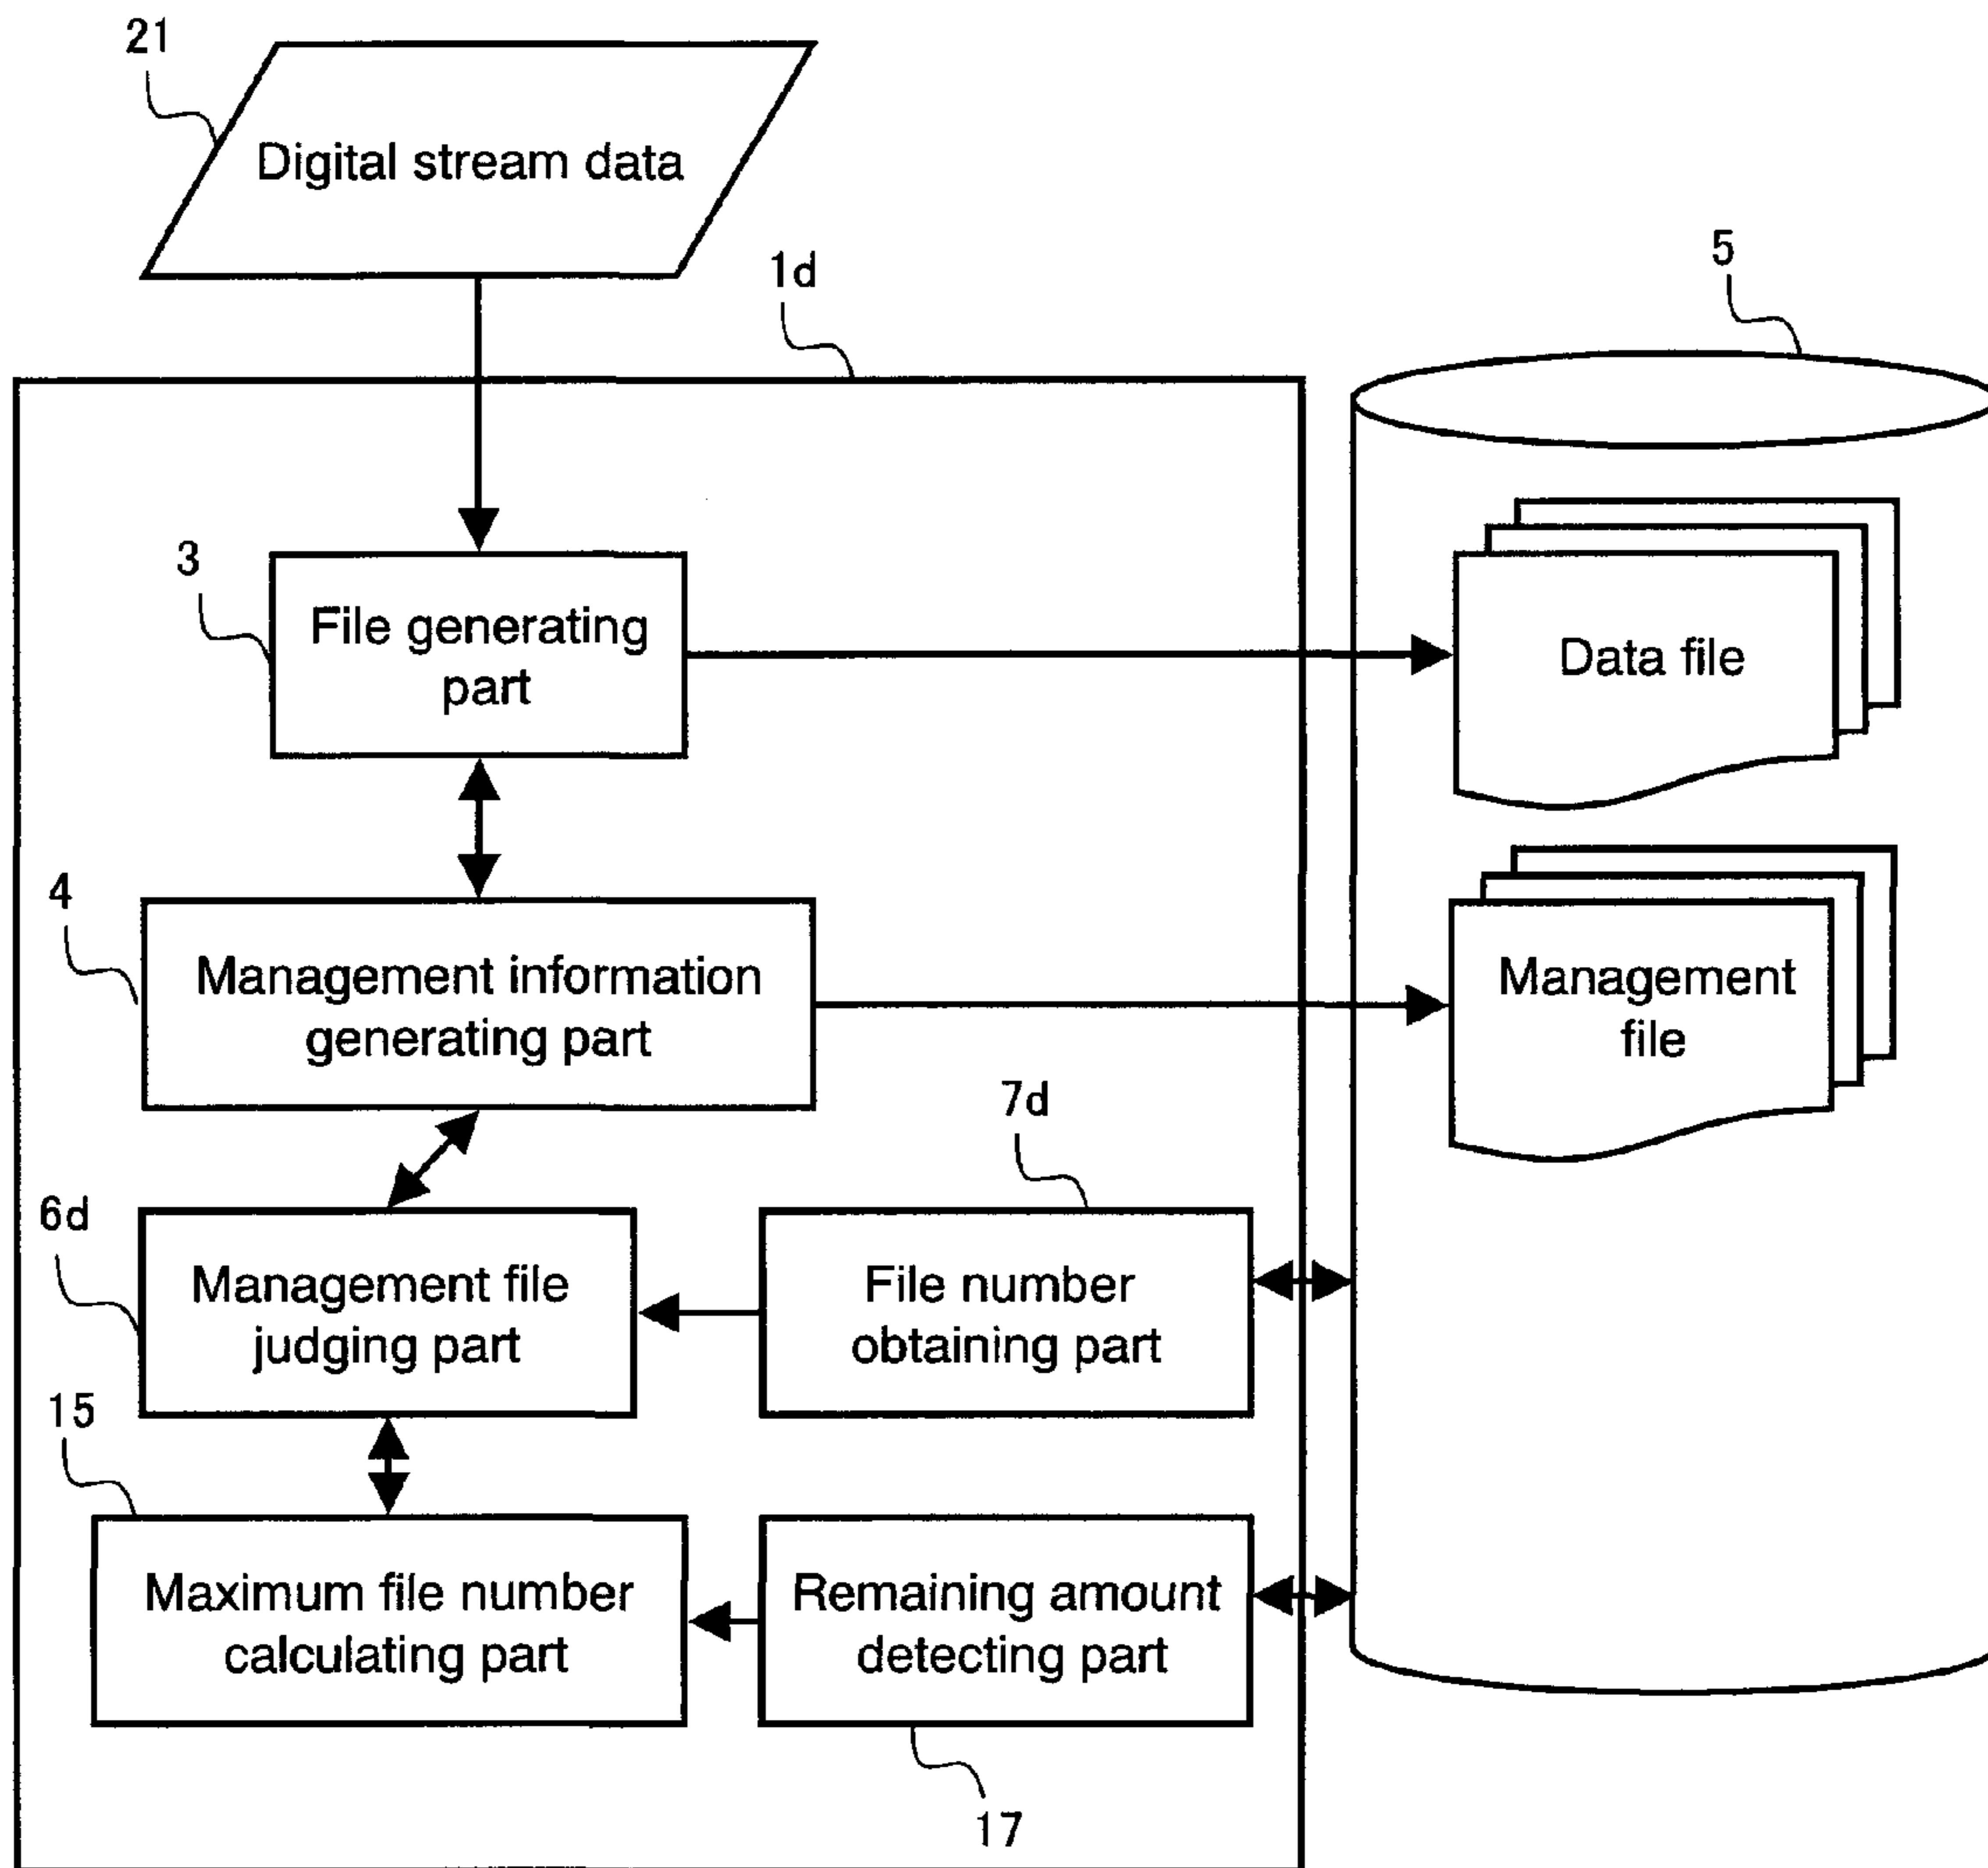 21
Digital stream data
1d
5
3
File generating
part
Data file
4
Management information
generating part
Management
file
7d
6d
Management file
judging part
File number
obtaining part
15
Maximum file number
calculating part
Remaining amount
detecting part
17